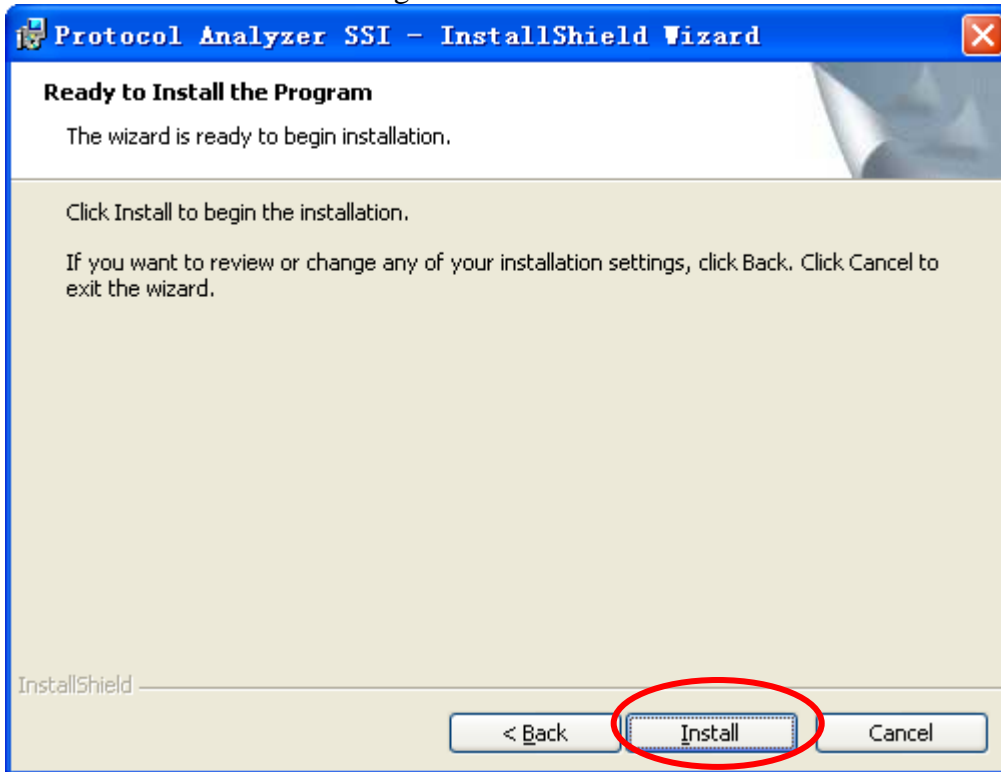 Protocol Analyzer SSI - InstallShield Wizard
Ready to Install the Program
The wizard is ready to begin installation.
Click Install to begin the installation.
If you want to review or change any of your installation settings, click Back. Click Cancel to
exit the wizard.
InstallShield
< Back
Install
Cancel